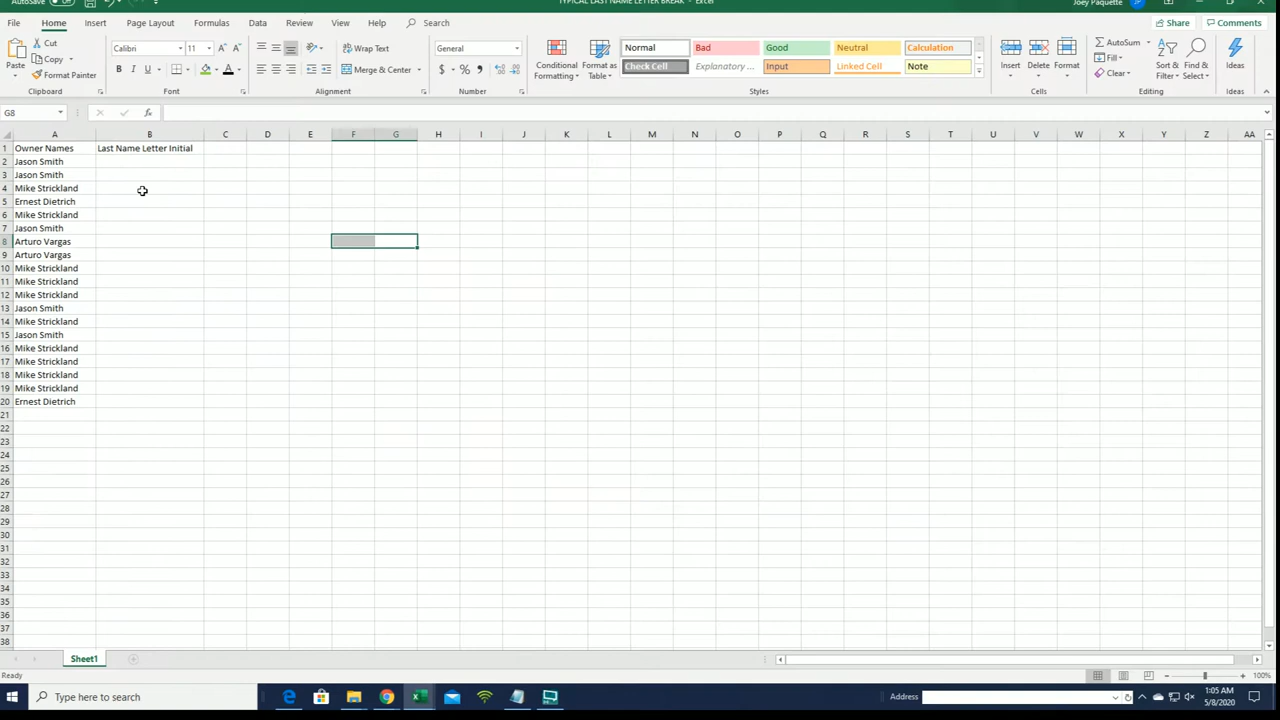 AutoSave Off TYPICAL LAST NAME LETTER BREAK - Excel Joey Paquette
File Home Insert Page Layout Formulas Data Review View Help Search Share Comments
Paste Cut Copy Format Painter
Clipboard
Calibri 11 A A
B I U A
Font
Wrap Text
Merge & Center
Alignment
General
$ % ,
Number
Conditional Formatting Format as Table
Normal Bad Good Neutral Calculation
Check Cell Explanatory ... Input Linked Cell Note
Styles
Insert Delete Format
Cells
AutoSum
Fill
Clear
Sort & Filter Find & Select
Editing
Ideas
Ideas
G8 fx
A B C D E F G H I J K L M N O P Q R S T U V W X Y Z AA
1 Owner Names Last Name Letter Initial
2 Jason Smith
3 Jason Smith
4 Mike Strickland
5 Ernest Dietrich
6 Mike Strickland
7 Jason Smith
8 Arturo Vargas
9 Arturo Vargas
10 Mike Strickland
11 Mike Strickland
12 Mike Strickland
13 Jason Smith
14 Mike Strickland
15 Jason Smith
16 Mike Strickland
17 Mike Strickland
18 Mike Strickland
19 Mike Strickland
20 Ernest Dietrich
21
22
23
24
25
26
27
28
29
30
31
32
33
34
35
36
37
38
Sheet1
Ready 100%
Type here to search Address 1:05 AM
5/8/2020